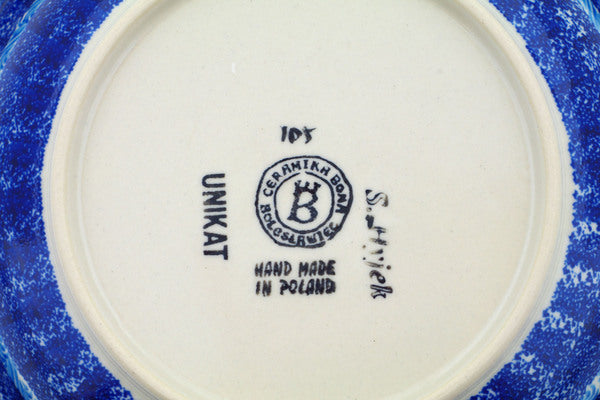 105
CERAMIKA BONA
BOLESŁAWIEC
B
HAND MADE
IN POLAND
UNIKAT